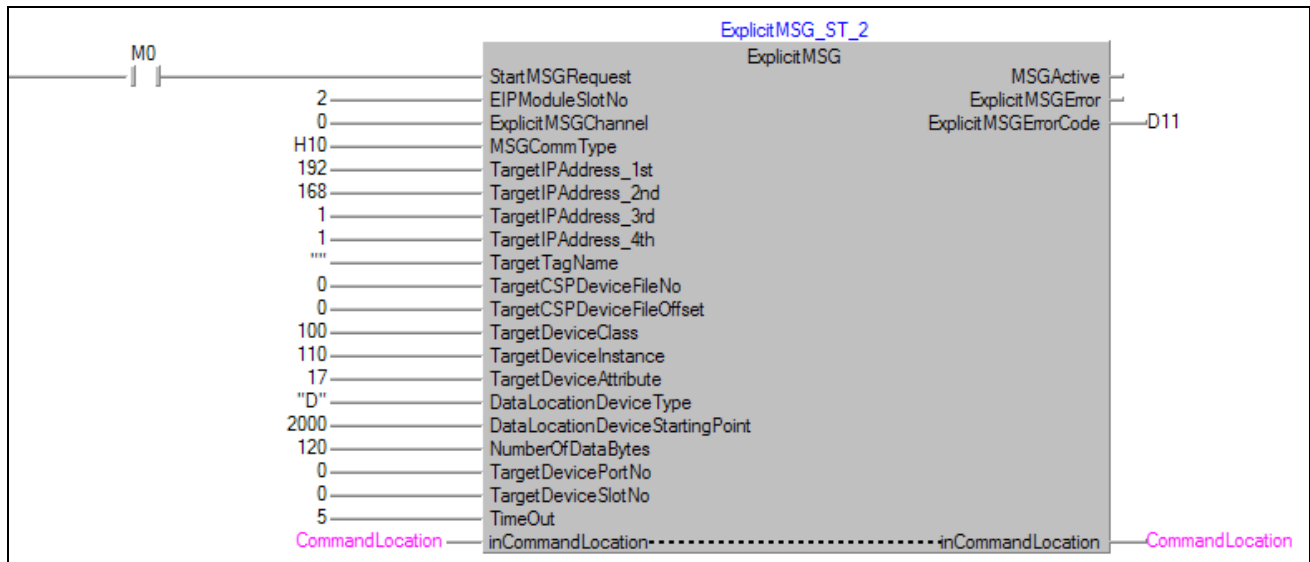 ExplicitMSG_ST_2
M0
ExplicitMSG
StartMSGRequest MSGActive
2 EIPModuleSlotNo ExplicitMSGError
0 ExplicitMSGChannel ExplicitMSGErrorCode D11
H10 MSGCommType
192 TargetIPAddress_1st
168 TargetIPAddress_2nd
1 TargetIPAddress_3rd
1 TargetIPAddress_4th
"" TargetTagName
0 TargetCSPDeviceFileNo
0 TargetCSPDeviceFileOffset
100 TargetDeviceClass
110 TargetDeviceInstance
17 TargetDeviceAttribute
"D" DataLocationDeviceType
2000 DataLocationDeviceStartingPoint
120 NumberOfDataBytes
0 TargetDevicePortNo
0 TargetDeviceSlotNo
5 TimeOut
CommandLocation inCommandLocation inCommandLocation CommandLocation